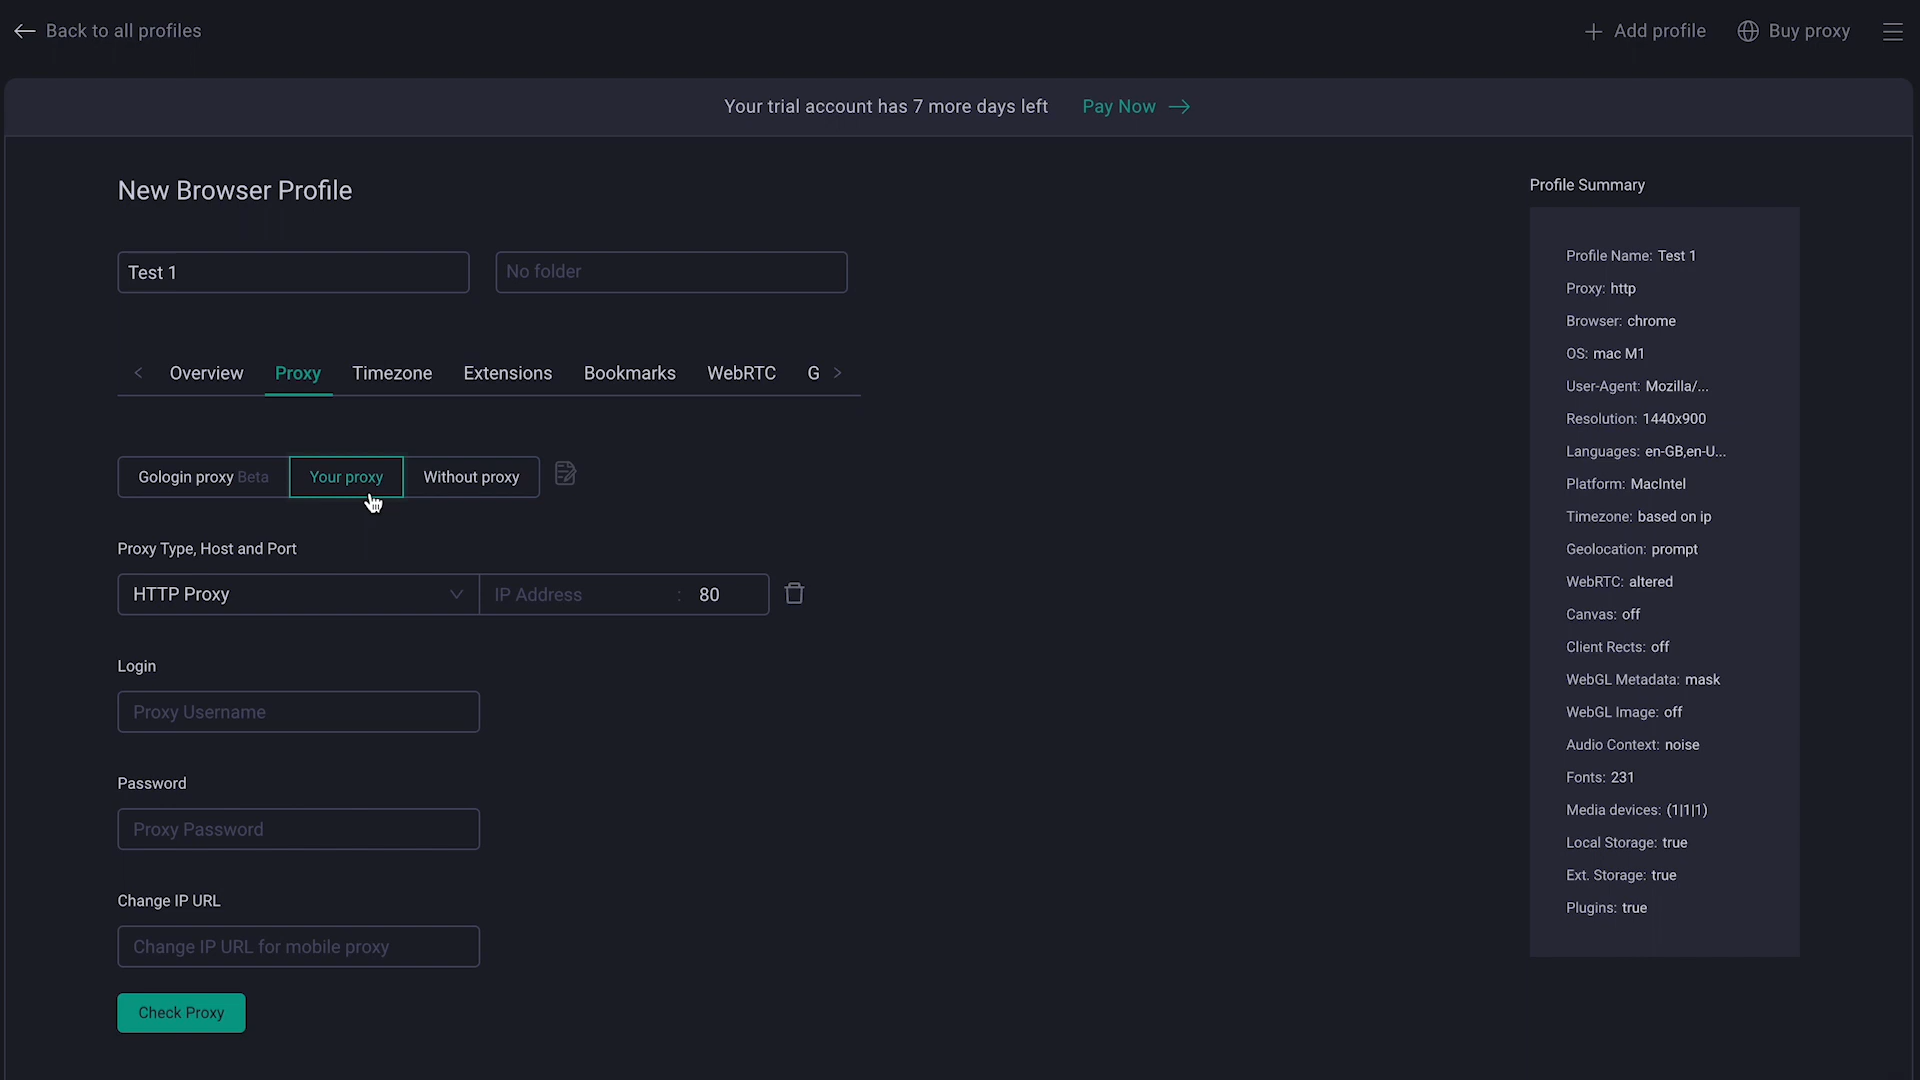 Back to all profiles
Add profile
Buy proxy
Your trial account has 7 more days left
Pay Now
New Browser Profile
Test 1
No folder
Overview
Proxy
Timezone
Extensions
Bookmarks
WebRTC
G
Gologin proxy Beta
Your proxy
Without proxy
Proxy Type, Host and Port
HTTP Proxy
IP Address
:
80
Login
Proxy Username
Password
Proxy Password
Change IP URL
Change IP URL for mobile proxy
Check Proxy
Profile Summary
Profile Name: Test 1
Proxy: http
Browser: chrome
OS: mac M1
User-Agent: Mozilla/...
Resolution: 1440x900
Languages: en-GB,en-U...
Platform: MacIntel
Timezone: based on ip
Geolocation: prompt
WebRTC: altered
Canvas: off
Client Rects: off
WebGL Metadata: mask
WebGL Image: off
Audio Context: noise
Fonts: 231
Media devices: (1|1|1)
Local Storage: true
Ext. Storage: true
Plugins: true